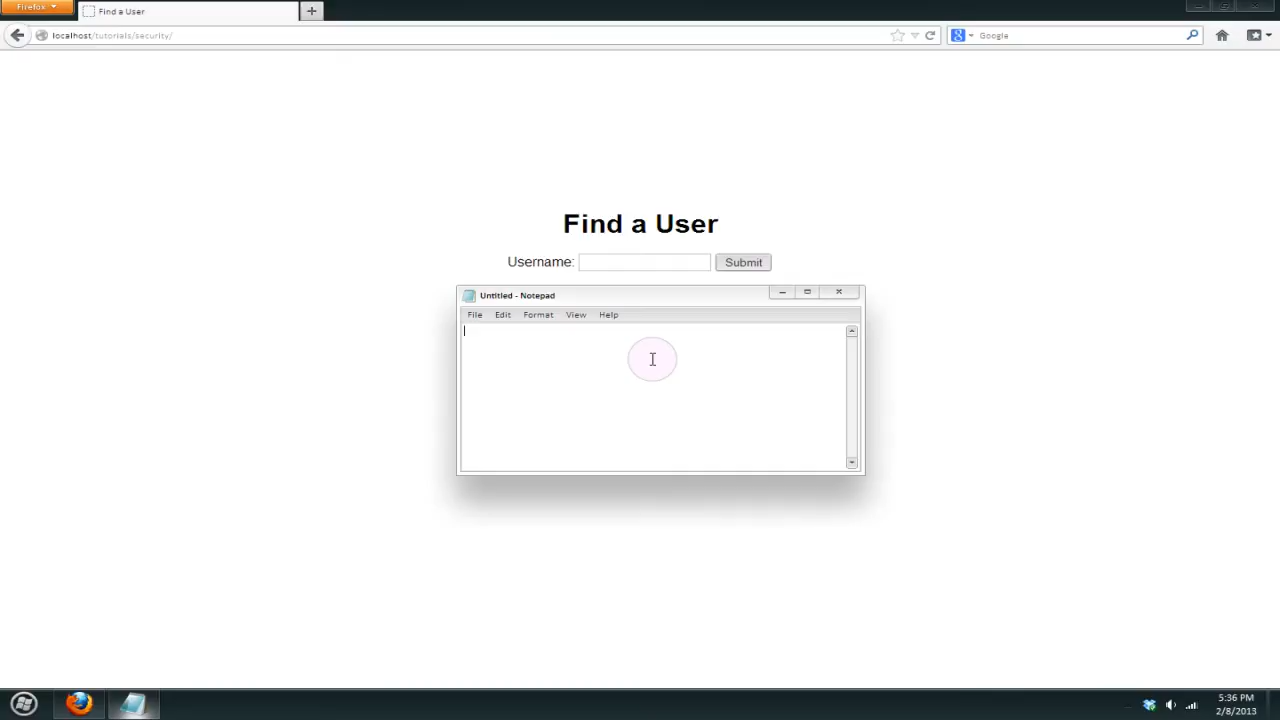 Firefox
Find a User
localhost/tutorials/security/
Google
Find a User
Username:
Submit
Untitled - Notepad
File Edit Format View Help
5:36 PM
2/8/2013